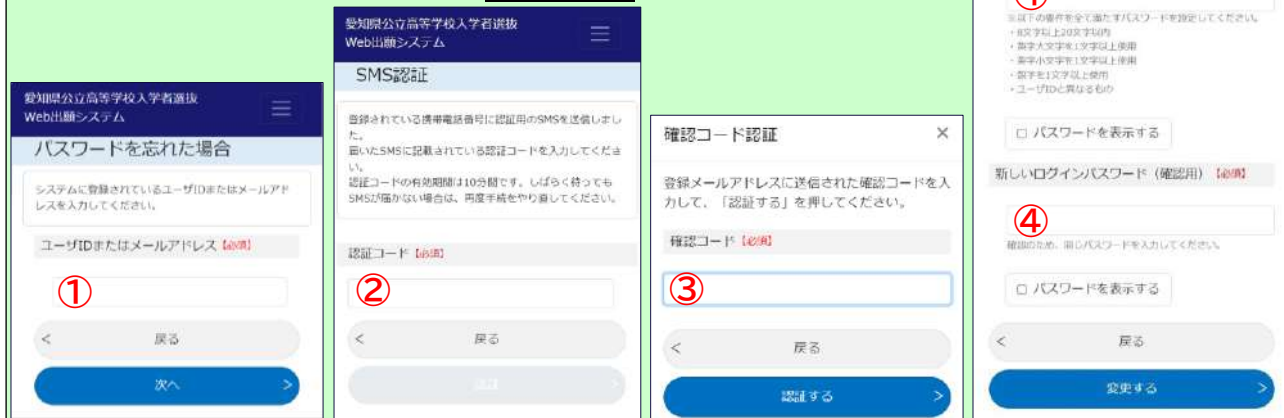 愛知県公立高等学校入学者選抜
Web出願システム
パスワードを忘れた場合
システムに登録されているユーザIDまたはメールアド
レスを入力してください。
ユーザIDまたはメールアドレス【必須】
①
< 戻る
次へ >
愛知県公立高等学校入学者選抜
Web出願システム
SMS認証
登録されている携帯電話番号に認証用のSMSを送信しまし
た。
届いたSMSに記載されている認証コードを入力してくださ
い。
認証コードの有効期間は10分間です。しばらく待っても
SMSが届かない場合は、再度手続をやり直してください。
認証コード【必須】
②
< 戻る
認証 >
確認コード認証 ×
登録メールアドレスに送信された確認コードを入
力して、「認証する」を押してください。
確認コード【必須】
③
< 戻る
認証する >
※以下の要件を全て満たすパスワードを設定してください。
・8文字以上20文字以内
・英字大文字を1文字以上使用
・英字小文字を1文字以上使用
・数字を1文字以上使用
・ユーザIDと異なるもの
パスワードを表示する
新しいログインパスワード（確認用）【必須】
④
確認のため、同じパスワードを入力してください。
パスワードを表示する
< 戻る
変更する >